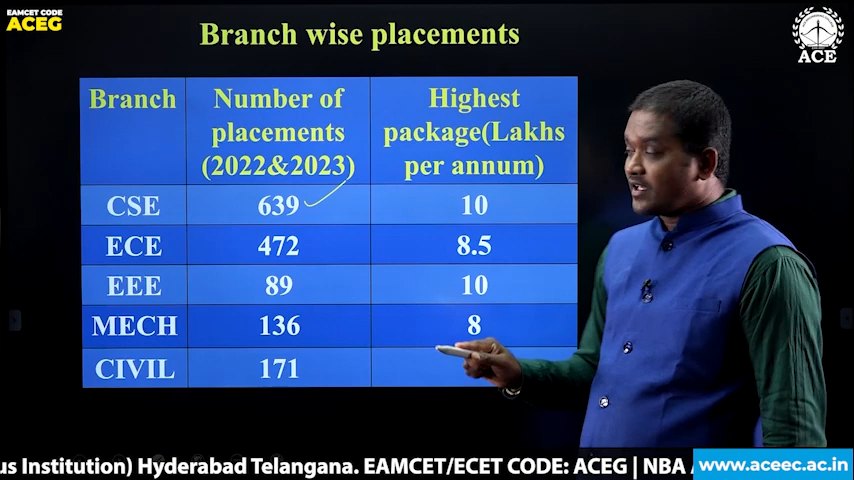 EAMCET CODE
ACEG
Branch wise placements
ACE
Branch Number of placements (2022&2023) Highest package(Lakhs per annum)
CSE 639 10
ECE 472 8.5
EEE 89 10
MECH 136 8
CIVIL 171
us Institution) Hyderabad Telangana. EAMCET/ECET CODE: ACEG | NBA
www.aceec.ac.in